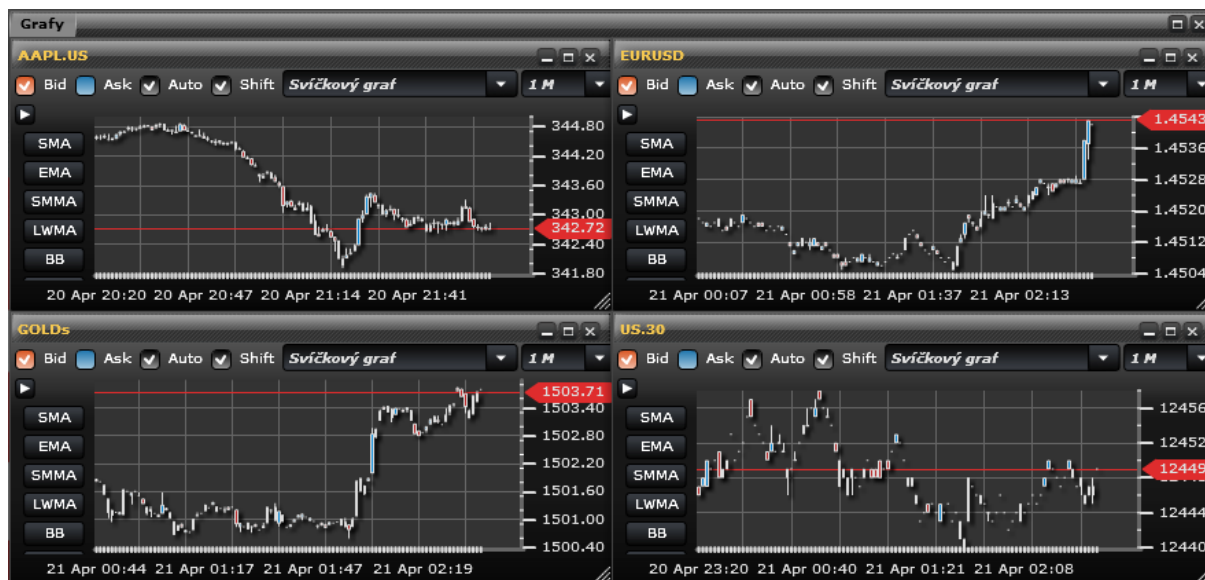 Grafy
AAPL.US
Bid Ask Auto Shift Svíčkový graf 1 M
SMA
EMA
SMMA
LWMA
BB
344.80
344.20
343.60
343.00
342.72
342.40
341.80
20 Apr 20:20 20 Apr 20:47 20 Apr 21:14 20 Apr 21:41
EURUSD
Bid Ask Auto Shift Svíčkový graf 1 M
SMA
EMA
SMMA
LWMA
BB
1.4543
1.4536
1.4528
1.4520
1.4512
1.4504
21 Apr 00:07 21 Apr 00:58 21 Apr 01:37 21 Apr 02:13
GOLDs
Bid Ask Auto Shift Svíčkový graf 1 M
SMA
EMA
SMMA
LWMA
BB
1503.71
1503.40
1502.80
1502.20
1501.60
1501.00
1500.40
21 Apr 00:44 21 Apr 01:17 21 Apr 01:47 21 Apr 02:19
US.30
Bid Ask Auto Shift Svíčkový graf 1 M
SMA
EMA
SMMA
LWMA
BB
12456
12452
12449
12444
12440
20 Apr 23:20 21 Apr 00:40 21 Apr 01:21 21 Apr 02:08